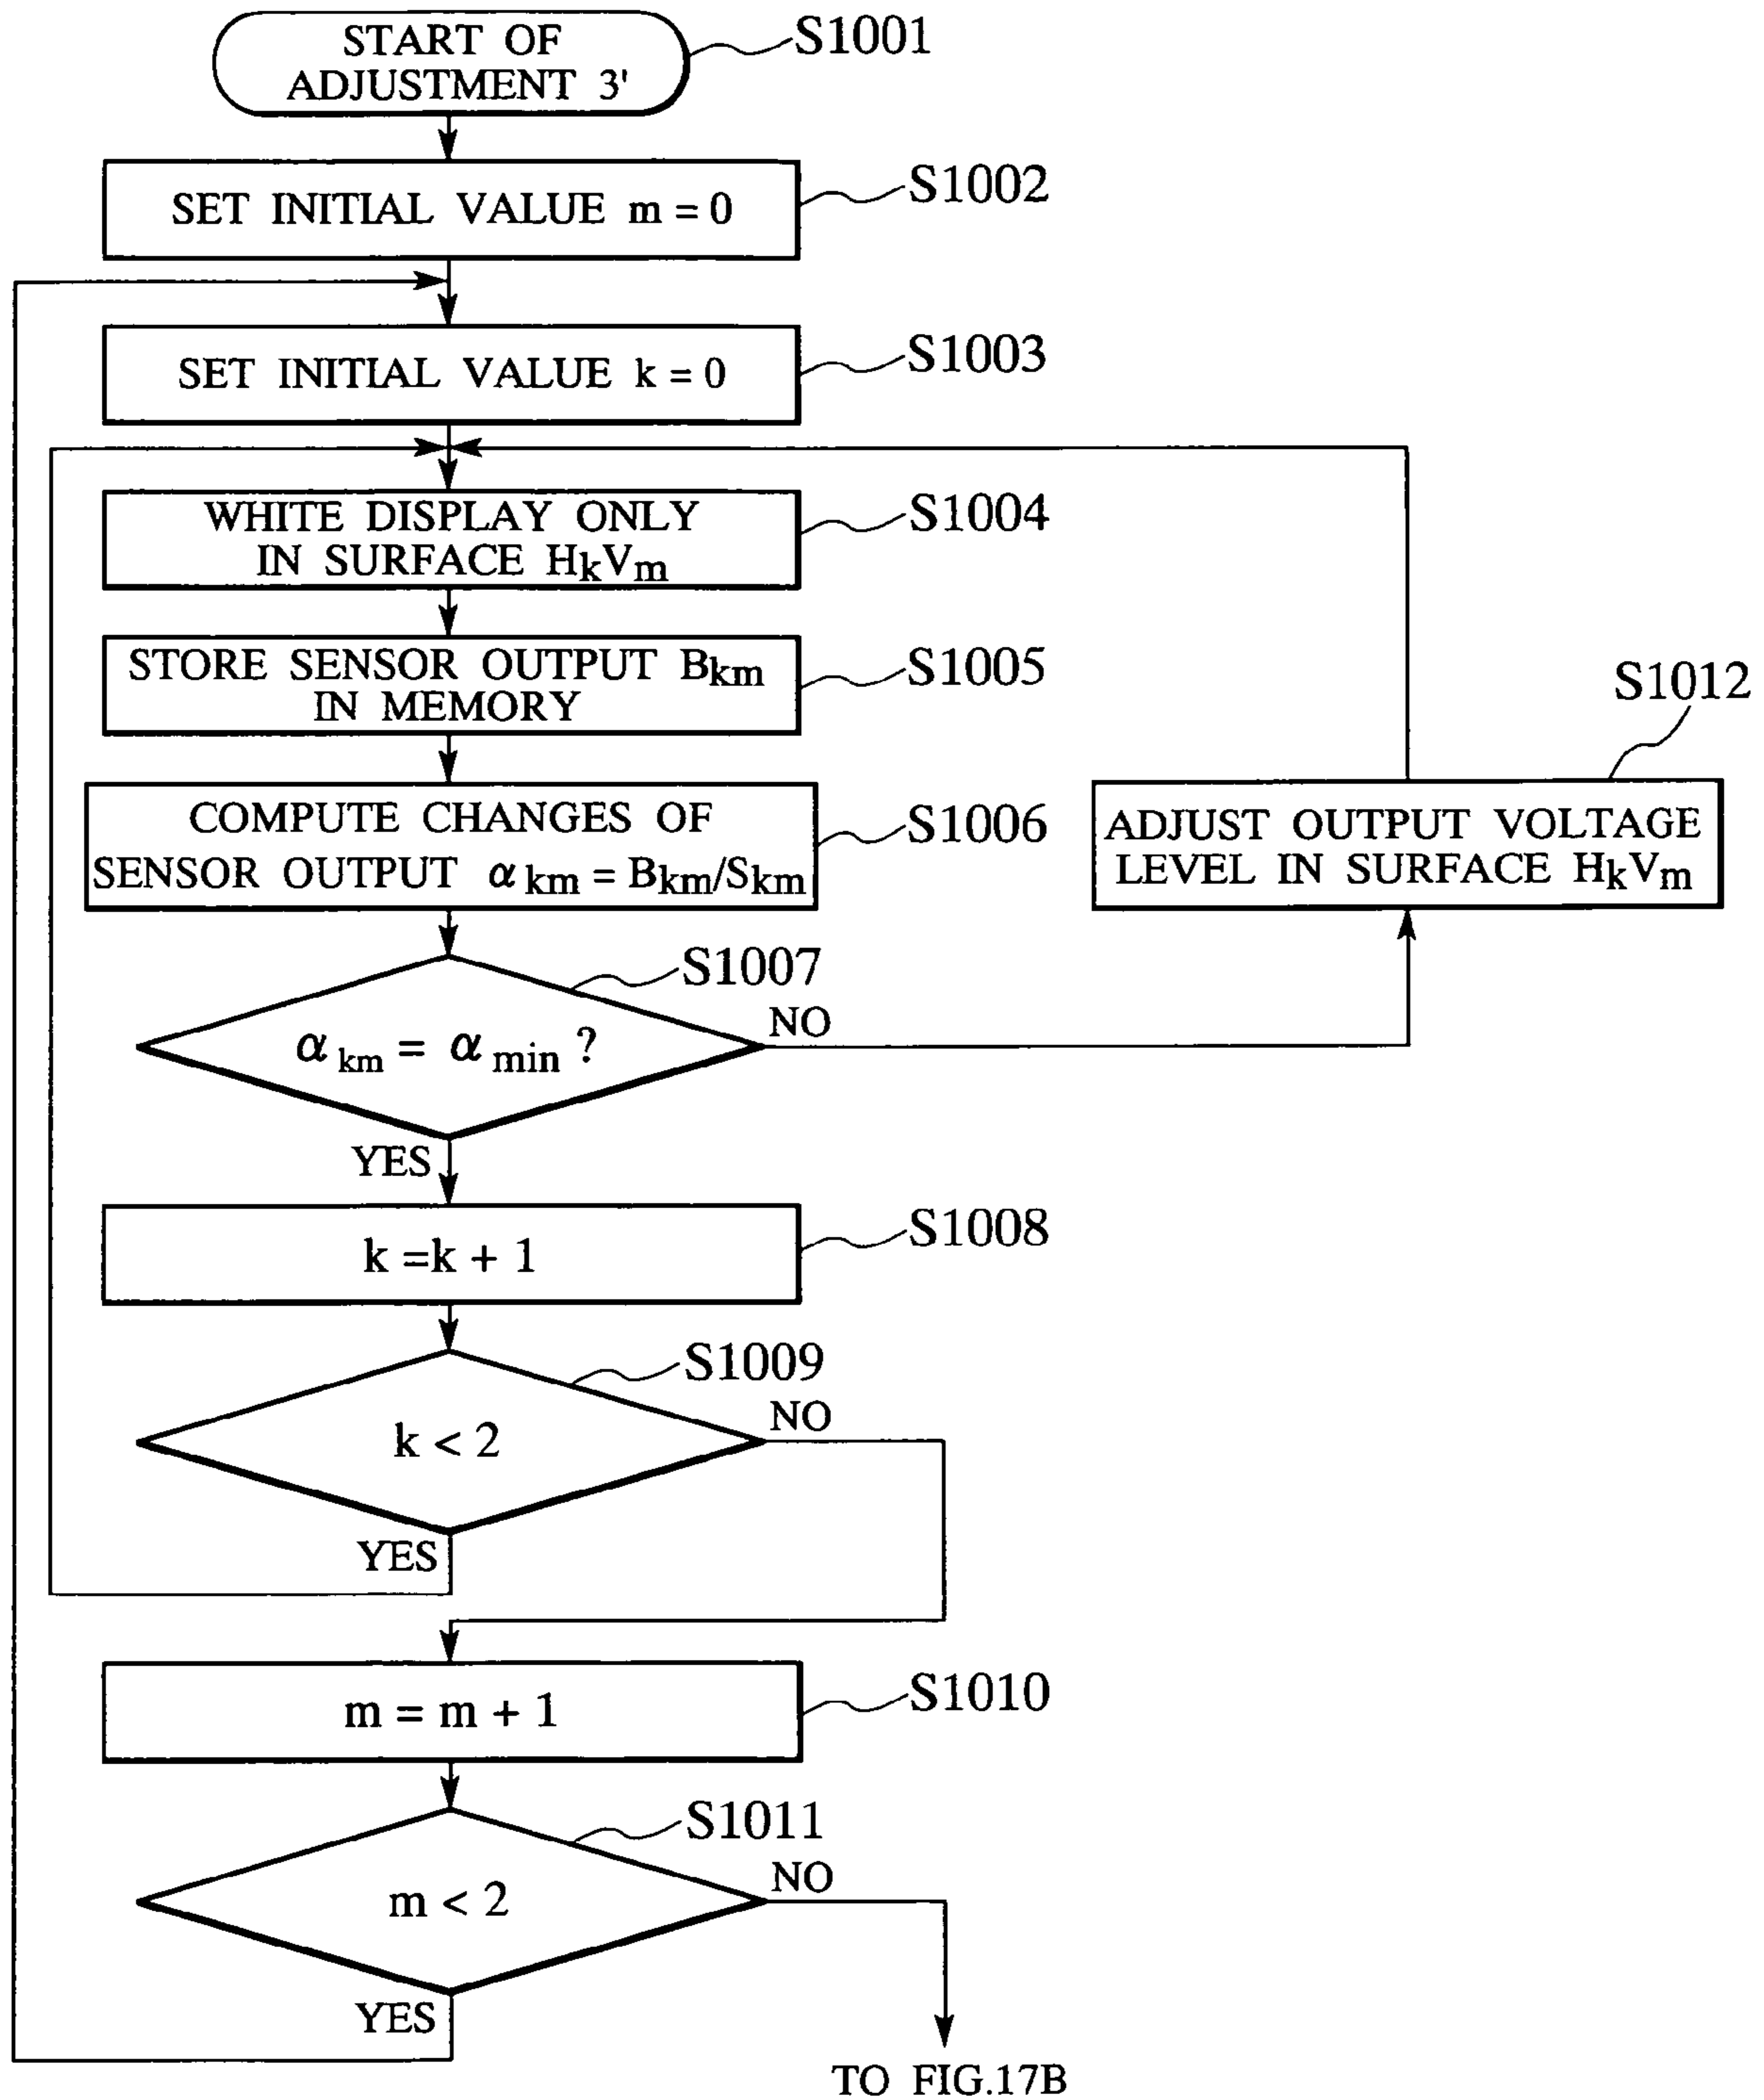 START OF
ADJUSTMENT 3'
S1001
SET INITIAL VALUE m = 0
S1002
SET INITIAL VALUE k = 0
S1003
WHITE DISPLAY ONLY
IN SURFACE HkVm
S1004
STORE SENSOR OUTPUT Bkm
IN MEMORY
S1005
COMPUTE CHANGES OF
SENSOR OUTPUT α km = Bkm/Skm
S1006
S1012
ADJUST OUTPUT VOLTAGE
LEVEL IN SURFACE HkVm
S1007
α km = α min ?
NO
YES
k =k + 1
S1008
S1009
k < 2
NO
YES
m = m + 1
S1010
S1011
m < 2
NO
YES
TO FIG.17B